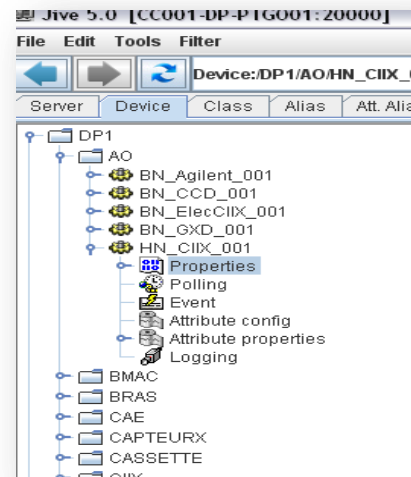 Jive 5.0 [CC001-DP-PTGO01:20000]
File Edit Tools Filter
Device:/DP1/AO/HN_CIIX_
Server Device Class Alias Att. Alia
DP1
AO
BN_Agilent_001
BN_CCD_001
BN_ElecCIIX_001
BN_GXD_001
HN_CIIX_001
Properties
Polling
Event
Attribute config
Attribute properties
Logging
BMAC
BRAS
CAE
CAPTEURX
CASSETTE